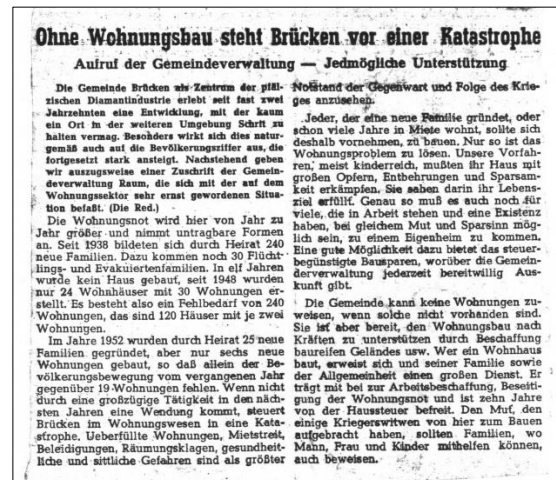 Ohne Wohnungsbau steht Brücken vor einer Katastrophe
Aufruf der Gemeindeverwaltung — Jedmögliche Unterstützung
Die Gemeinde Brücken als Zentrum der pfäl-
zischen Diamantindustrie erlebt seit fast zwei
Jahrzehnten eine Entwicklung, mit der kaum
ein Ort in der weiteren Umgebung Schritt zu
halten vermag. Besonders wirkt sich dies natur-
gemäß auch auf die Bevölkerungsziffer aus, die
fortgesetzt stark ansteigt. Nachstehend geben
wir auszugsweise einer Zuschrift der Gemein-
deverwaltung Raum, die sich mit der auf dem
Wohnungssektor sehr ernst gewordenen Situa-
tion befaßt. (Die Red.)
Die Wohnungsnot wird hier von Jahr zu
Jahr größer und nimmt untragbare Formen
an. Seit 1938 bildeten sich durch Heirat 240
neue Familien. Dazu kommen noch 30 Flücht-
lings- und Evakuiertenfamilien. In elf Jahren
wurde kein Haus gebaut, seit 1948 wurden
nur 24 Wohnhäuser mit 30 Wohnungen er-
stellt. Es besteht also ein Fehlbedarf von 240
Wohnungen, das sind 120 Häuser mit je zwei
Wohnungen.
Im Jahre 1952 wurden durch Heirat 25 neue
Familien gegründet, aber nur sechs neue
Wohnungen gebaut, so daß allein der Be-
völkerungsbewegung vom vergangenen Jahr
gegenüber 19 Wohnungen fehlen. Wenn nicht
durch eine großzügige Tätigkeit in den näch-
sten Jahren eine Wendung kommt, steuert
Brücken im Wohnungswesen in eine Kata-
strophe. Ueberfüllte Wohnungen, Mietstreit,
Beleidigungen, Räumungsklagen, gesundheit-
liche und sittliche Gefahren sind als größter
Notstand der Gegenwart und Folge des Krie-
ges anzusehen.
Jeder, der eine neue Familie gründet, oder
schon viele Jahre in Miete wohnt, sollte sich
deshalb vornehmen, zu bauen. Nur so ist das
Wohnungsproblem zu lösen. Unsere Vorfah-
ren, meist kinderreich, mußten ihr Haus mit
großen Opfern, Entbehrungen und Sparsam-
keit erkämpfen. Sie sahen darin ihr Lebens-
ziel erfüllt. Genau so muß es auch noch für
viele, die in Arbeit stehen und eine Existenz
haben, bei gleichem Mut und Sparsinn mög-
lich sein, zu einem Eigenheim zu kommen.
Eine gute Möglichkeit dazu bietet das steuer-
begünstigte Bausparen, worüber die Gemein-
derverwaltung jederzeit bereitwillig Aus-
kunft gibt.
Die Gemeinde kann keine Wohnungen zu-
weisen, wenn solche nicht vorhanden sind.
Sie ist aber bereit, den Wohnungsbau nach
Kräften zu unterstützen durch Beschaffung
baureifen Geländes usw. Wer ein Wohnhaus
baut, erweist sich und seiner Familie sowie
der Allgemeinheit einen großen Dienst. Er
trägt mit bei zur Arbeitsbeschaffung, Beseiti-
gung der Wohnungsnot und ist zehn Jahre
von der Haussteuer befreit. Den Mut, den
einige Kriegerswitwen von hier zum Bauen
aufgebracht haben, sollten Familien, wo
Mann, Frau und Kinder mithelfen können,
auch beweisen.